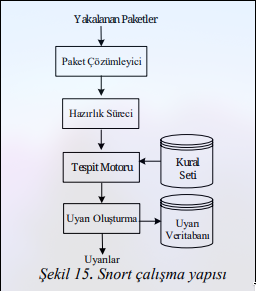 Yakalanan Paketler
Paket Çözümleyici
Hazırlık Süreci
Tespit Motoru
Kural
Seti
Uyarı Oluşturma
Uyarı
Veritabanı
Uyarılar
Şekil 15. Snort çalışma yapısı